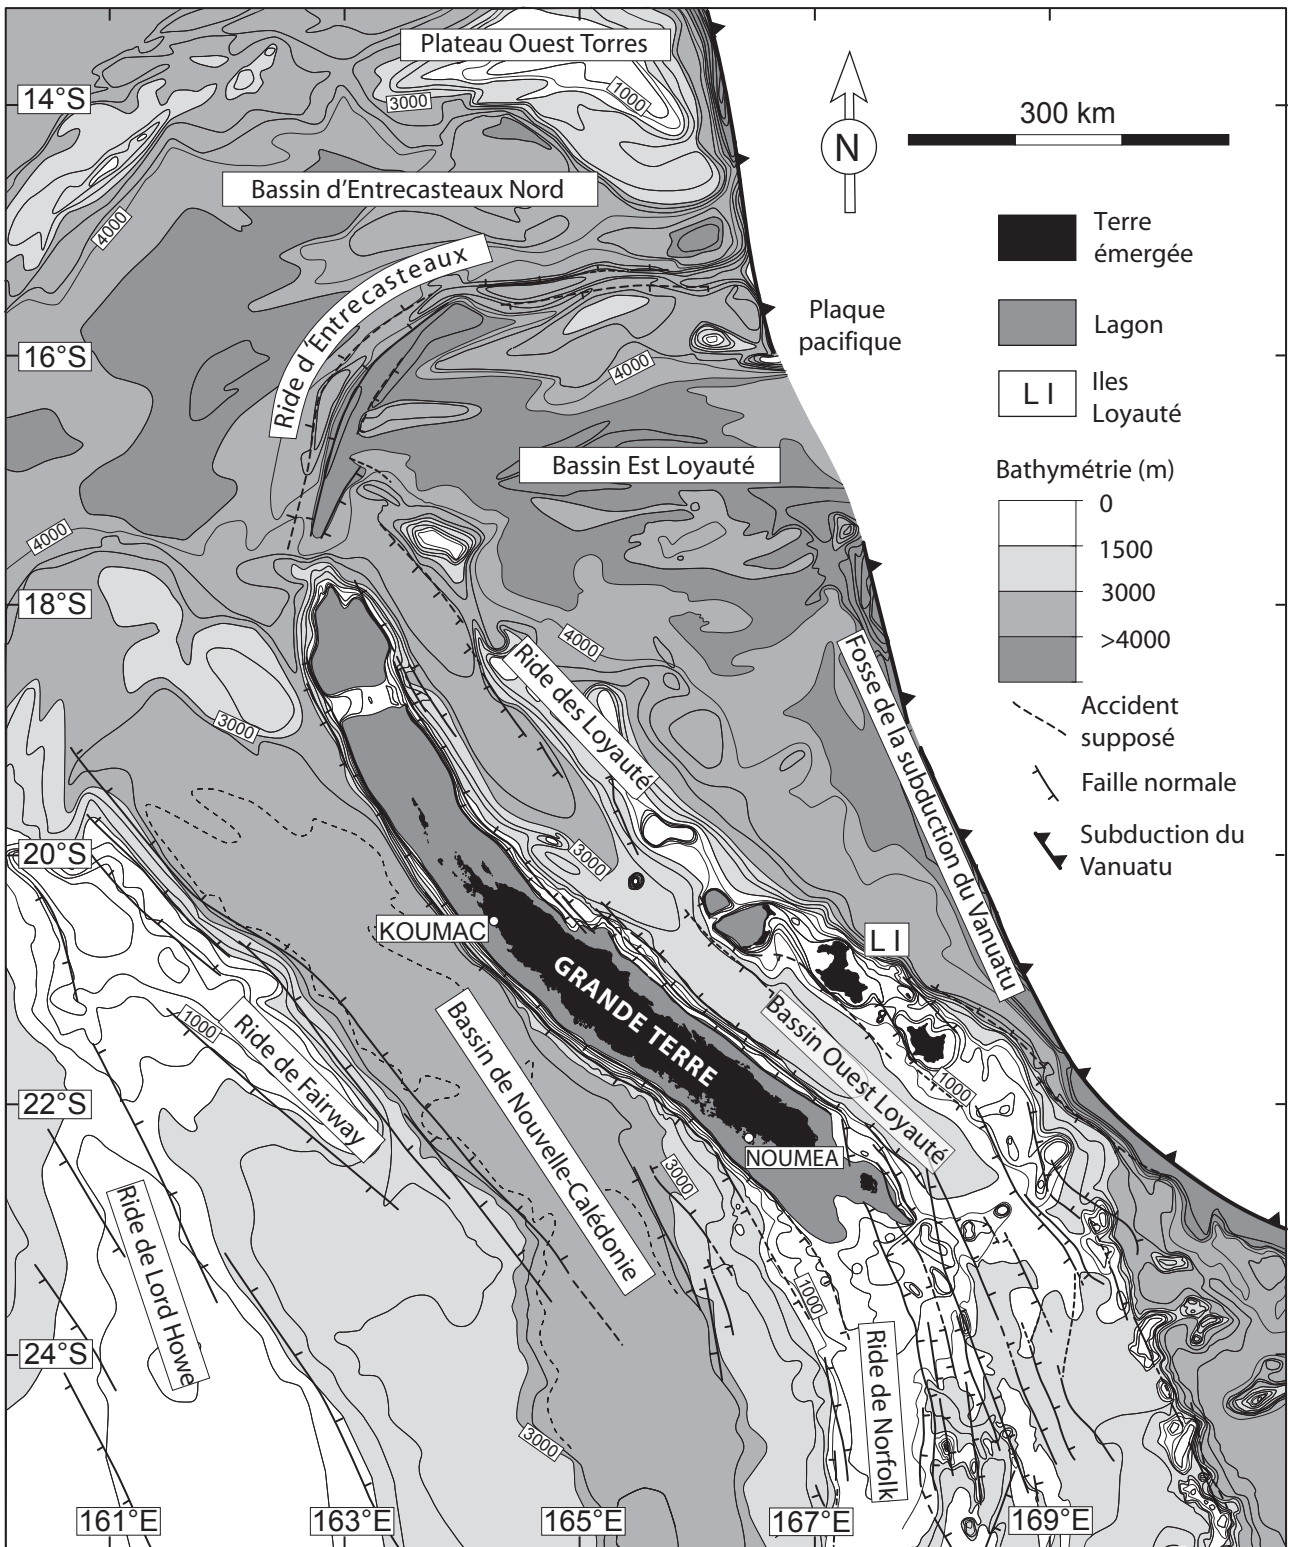 Plateau Ouest Torres
1000
3000
14°S
300 km
N
Bassin d'Entrecasteaux Nord
4000
Terre
émergée
Ride d'Entrecasteaux
Plaque
pacifique
Lagon
16°S
4000
L I
Iles
Loyauté
Bassin Est Loyauté
Bathymétrie (m)
0
1500
3000
>4000
4000
18°S
4000
Ride des Loyauté
Fosse de la subduction du Vanuatu
3000
Accident
supposé
Faille normale
Subduction du
Vanuatu
20°S
3000
KOUMAC
L I
GRANDE TERRE
Bassin Ouest Loyauté
1000
Ride de Fairway
Bassin de Nouvelle-Calédonie
1000
22°S
NOUMEA
3000
Ride de Lord Howe
1000
Ride de Norfolk
24°S
3000
161°E
163°E
165°E
167°E
169°E